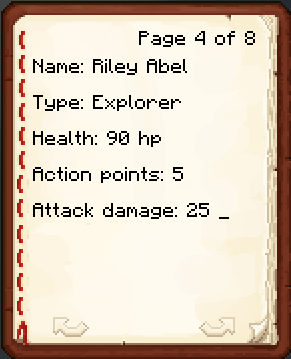 Page 4 of 8
Name: Riley Abel
Type: Explorer
Health: 90 hp
Action points: 5
Attack damage: 25 _